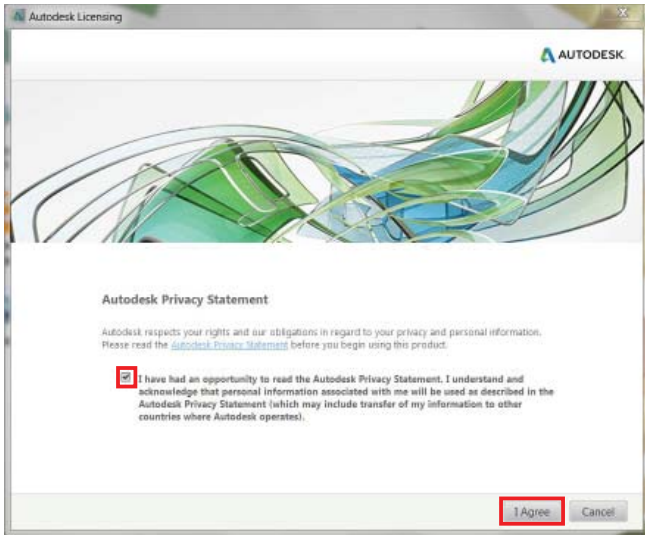 Autodesk Licensing
AUTODESK.
Autodesk Privacy Statement
Autodesk respects your rights and our obligations in regard to your privacy and personal information.
Please read the Autodesk Privacy Statement before you begin using this product.
I have had an opportunity to read the Autodesk Privacy Statement. I understand and
acknowledge that personal information associated with me will be used as described in the
Autodesk Privacy Statement (which may include transfer of my information to other
countries where Autodesk operates).
I Agree Cancel